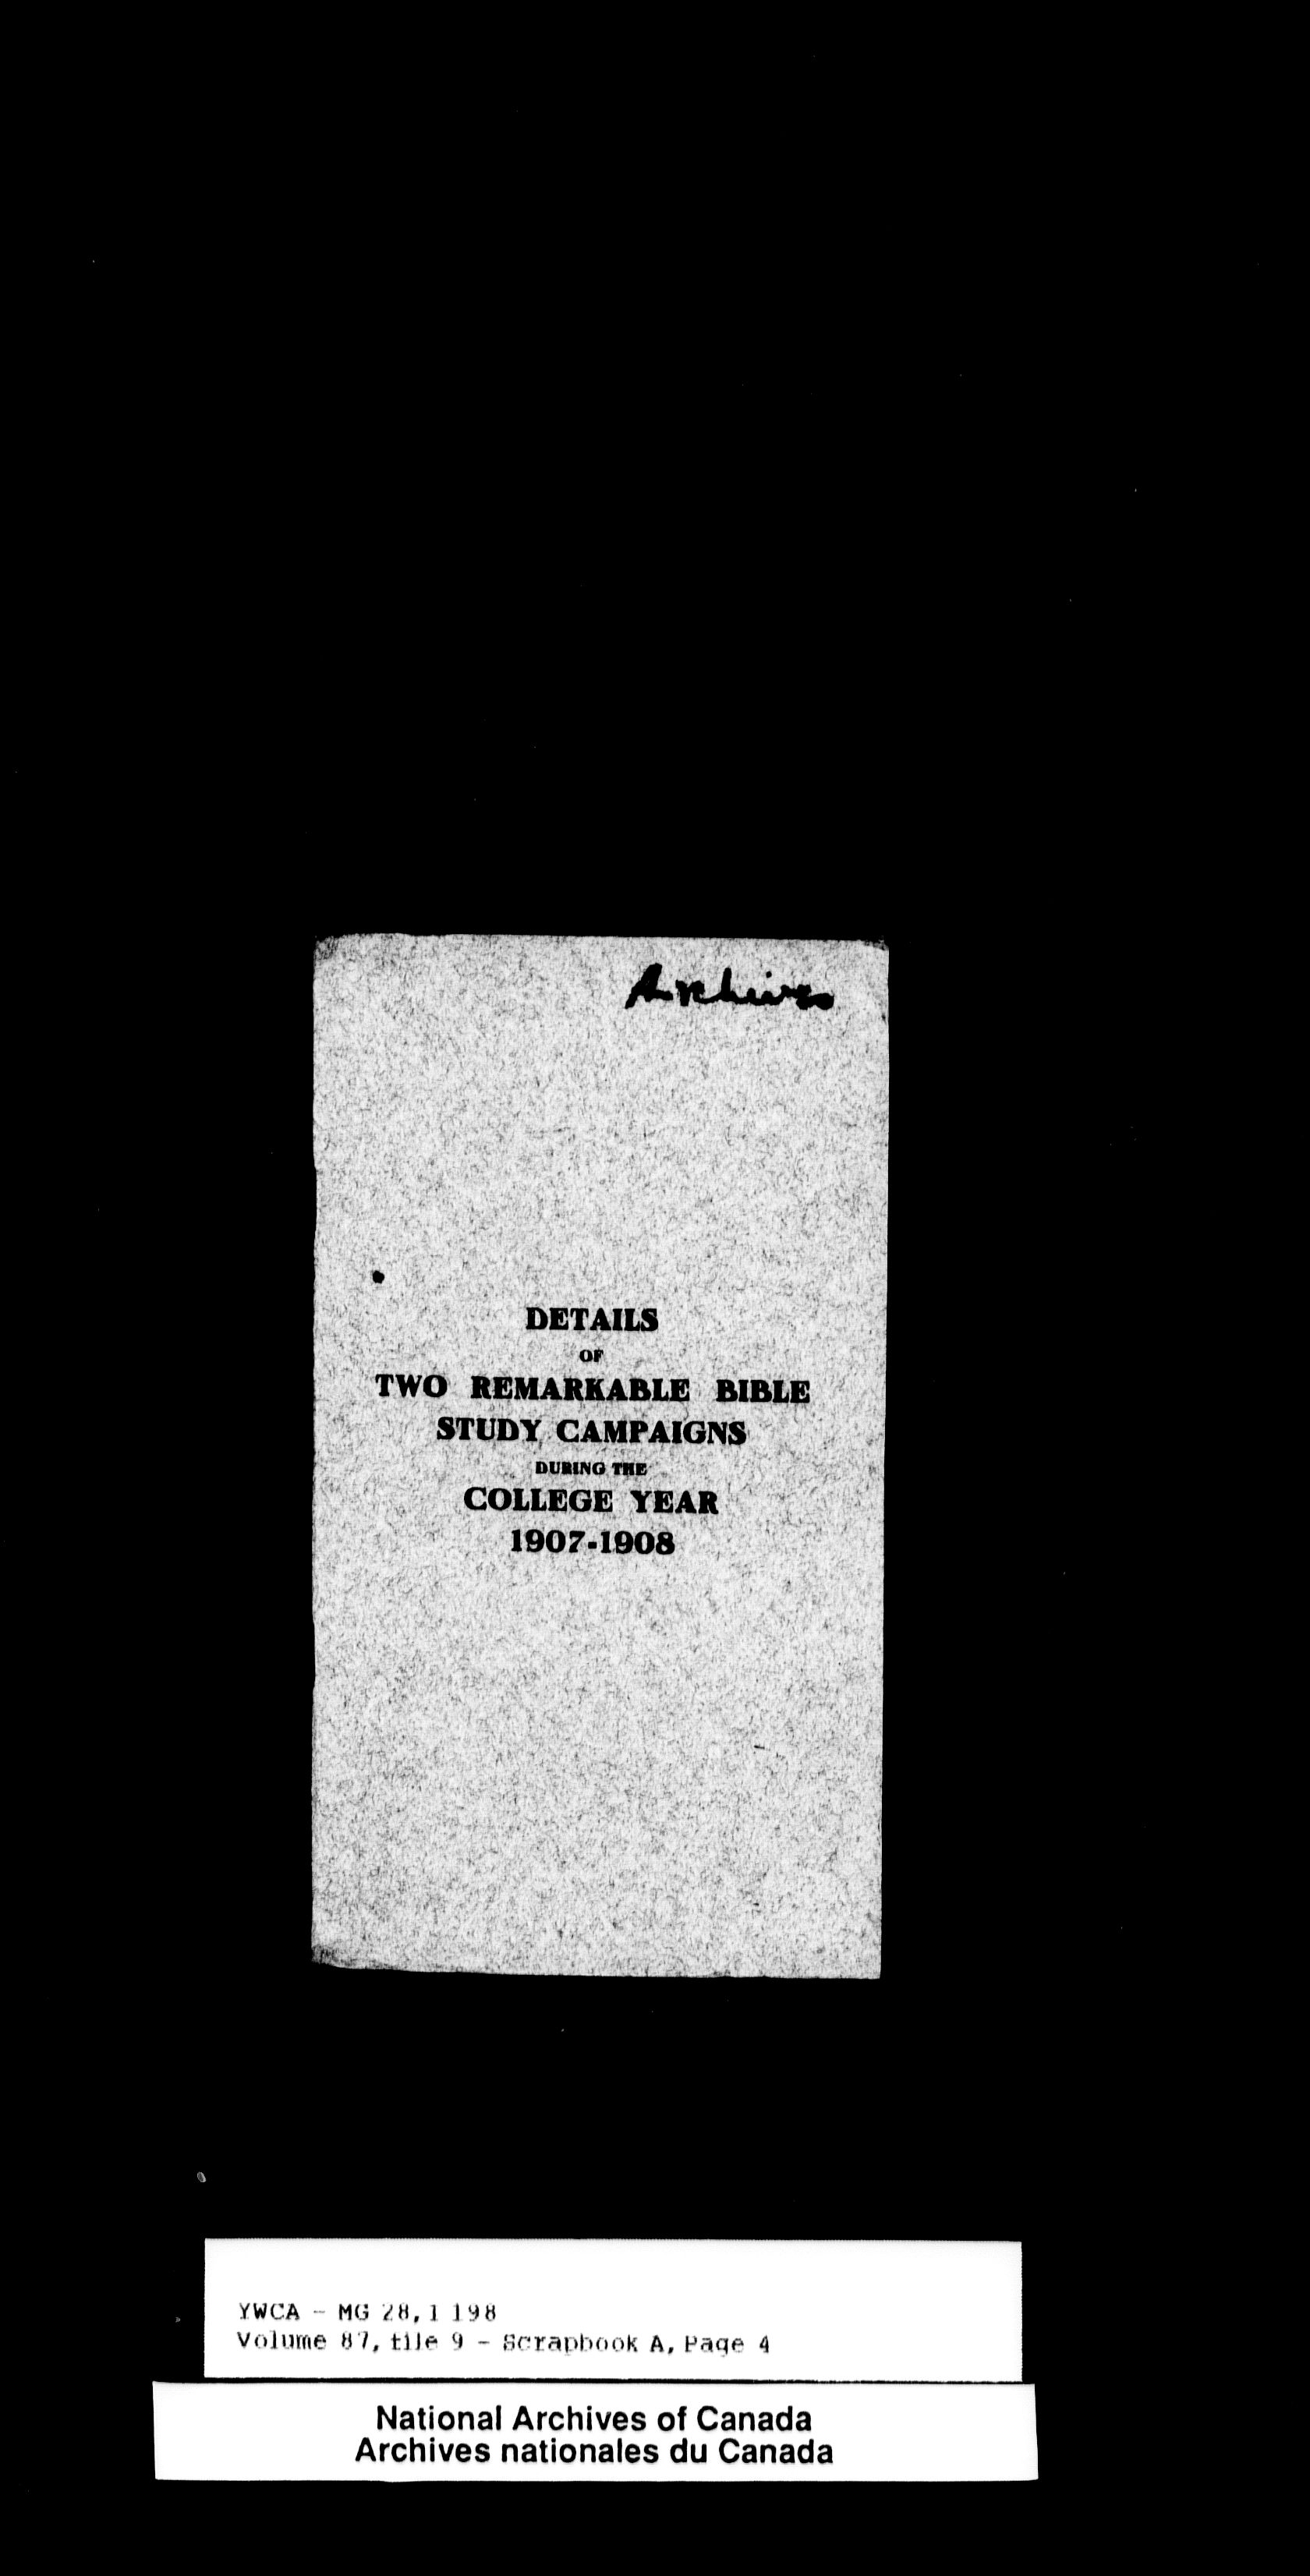 Archives
DETAILS
OF
TWO REMARKABLE BIBLE
STUDY CAMPAIGNS
DURING THE
COLLEGE YEAR
1907-1908
YWCA - MG 28, I 198
Volume 87, file 9 - Scrapbook A, Page 4
National Archives of Canada
Archives nationales du Canada